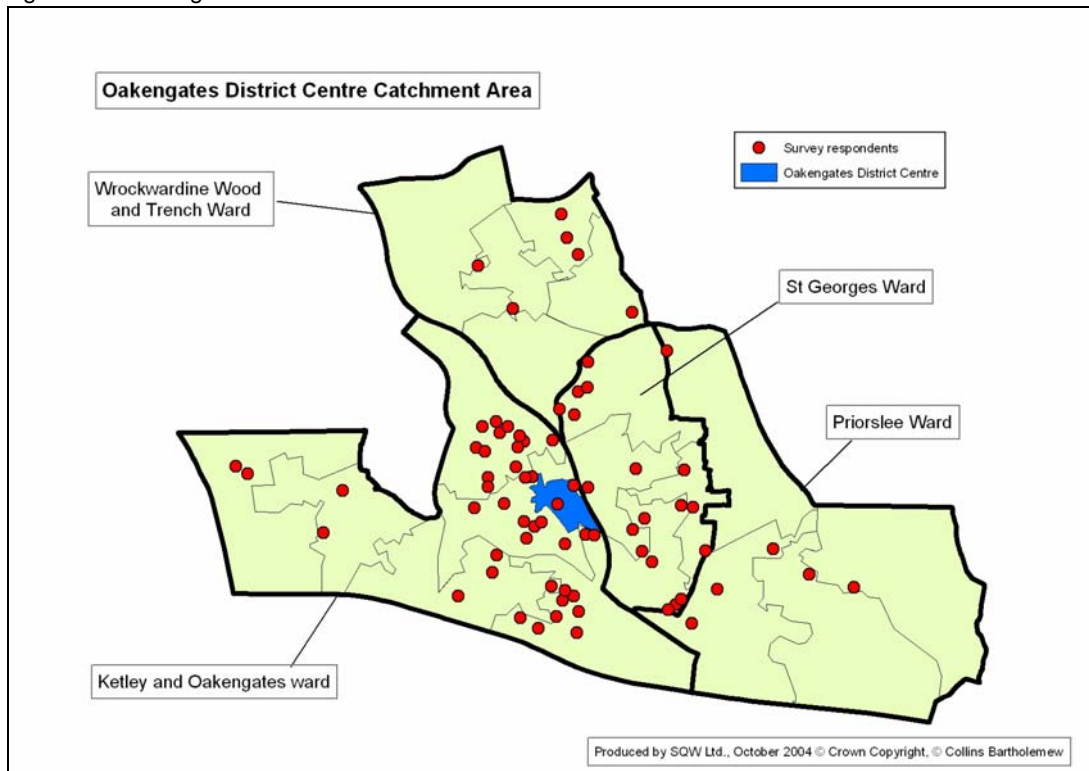 Oakengates District Centre Catchment Area
Survey respondents
Oakengates District Centre
Wrockwardine Wood
and Trench Ward
St Georges Ward
Priorslee Ward
Ketley and Oakengates ward
Produced by SQW Ltd., October 2004 © Crown Copyright, © Collins Bartholemew